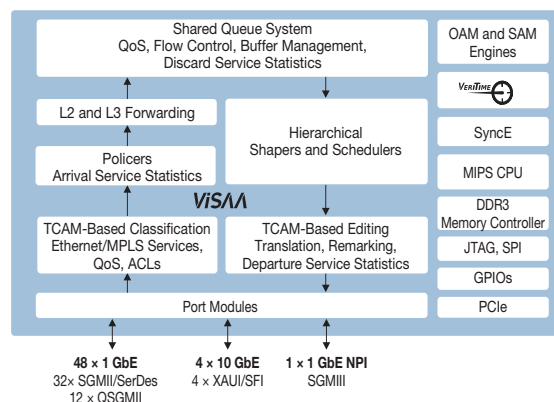 Shared Queue System
QoS, Flow Control, Buffer Management,
Discard Service Statistics
L2 and L3 Forwarding
Policers
Arrival Service Statistics
Hierarchical
Shapers and Schedulers
ViSAA
TCAM-Based Classification
Ethernet/MPLS Services,
QoS, ACLs
TCAM-Based Editing
Translation, Remarking,
Departure Service Statistics
Port Modules
OAM and SAM
Engines
VERITIME
SyncE
MIPS CPU
DDR3
Memory Controller
JTAG, SPI
GPIOs
PCIe
48 × 1 GbE
32× SGMII/SerDes
12 × QSGMII
4 × 10 GbE
4 × XAUI/SFI
1 × 1 GbE NPI
SGMIII